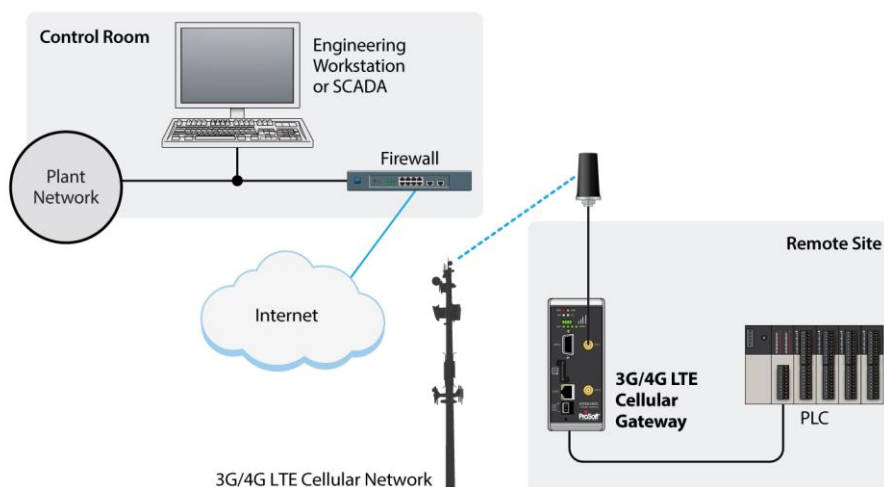 Control Room
Engineering
Workstation
or SCADA
Firewall
Plant
Network
Internet
3G/4G LTE Cellular Network
Remote Site
3G/4G LTE
Cellular
Gateway
PLC
ProSoft